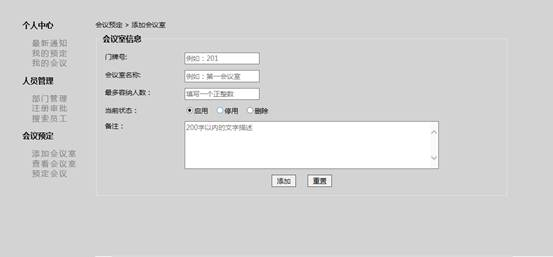 个人中心
最新通知
我的预定
我的会议
人员管理
部门管理
注册审批
搜索员工
会议预定
添加会议室
查看会议室
预定会议
会议预定 > 添加会议室
会议室信息
门牌号: 例如：201
会议室名称: 例如：第一会议室
最多容纳人数： 填写一个正整数
当前状态： 启用 停用 删除
备注： 200字以内的文字描述
添加 重置